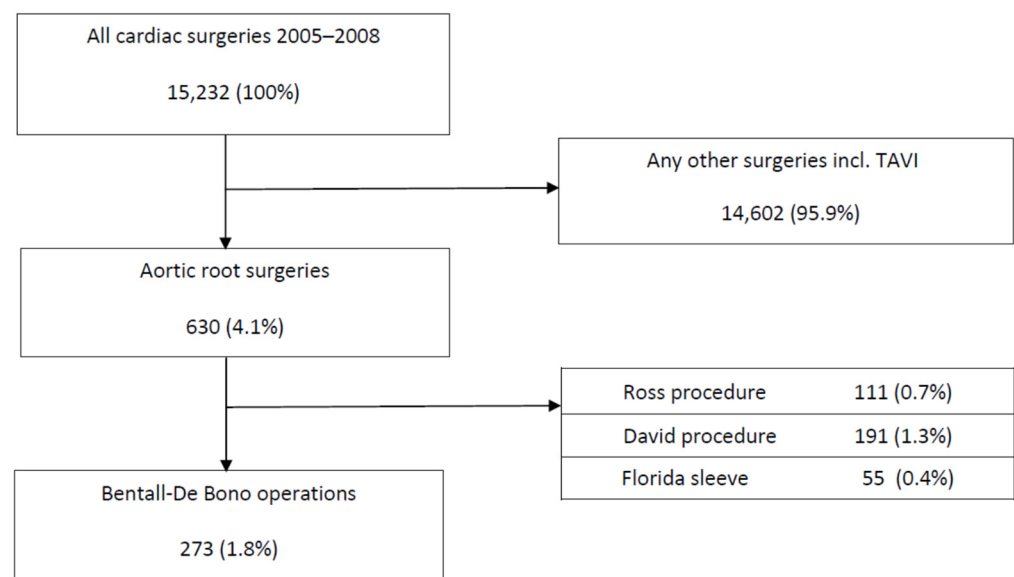 All cardiac surgeries 2005–2008
15,232 (100%)
Any other surgeries incl. TAVI
14,602 (95.9%)
Aortic root surgeries
630 (4.1%)
Ross procedure 111 (0.7%)
David procedure 191 (1.3%)
Florida sleeve 55 (0.4%)
Bentall-De Bono operations
273 (1.8%)